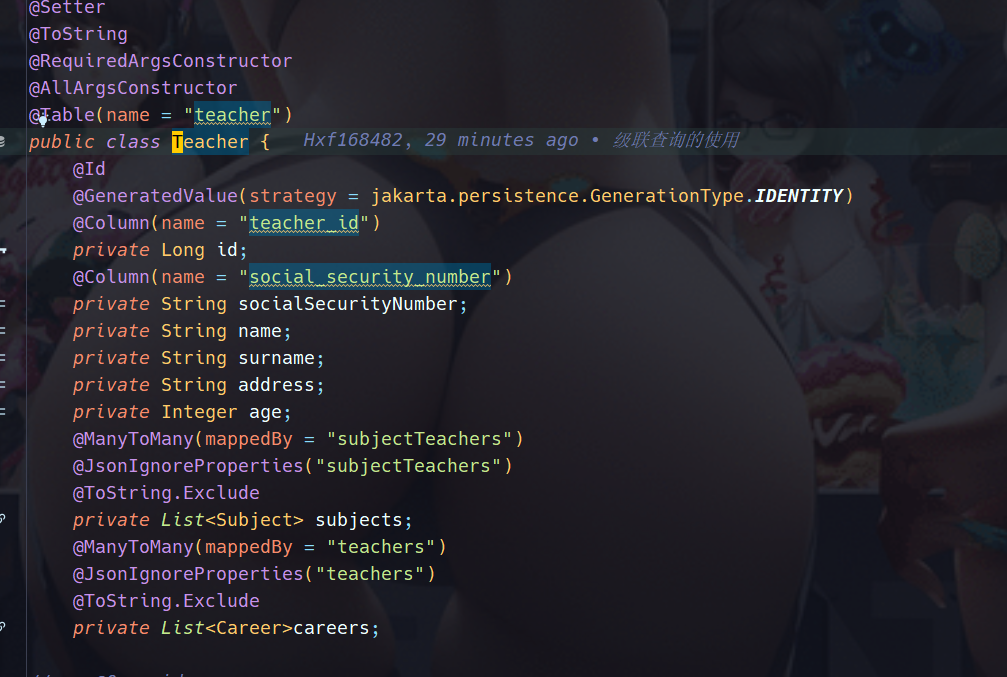 @Setter
@ToString
@RequiredArgsConstructor
@AllArgsConstructor
@Table(name = "teacher")
public class Teacher {    Hxf168482, 29 minutes ago • 级联查询的使用
@Id
@GeneratedValue(strategy = jakarta.persistence.GenerationType.IDENTITY)
@Column(name = "teacher_id")
private Long id;
@Column(name = "social_security_number")
private String socialSecurityNumber;
private String name;
private String surname;
private String address;
private Integer age;
@ManyToMany(mappedBy = "subjectTeachers")
@JsonIgnoreProperties("subjectTeachers")
@ToString.Exclude
private List<Subject> subjects;
@ManyToMany(mappedBy = "teachers")
@JsonIgnoreProperties("teachers")
@ToString.Exclude
private List<Career>careers;